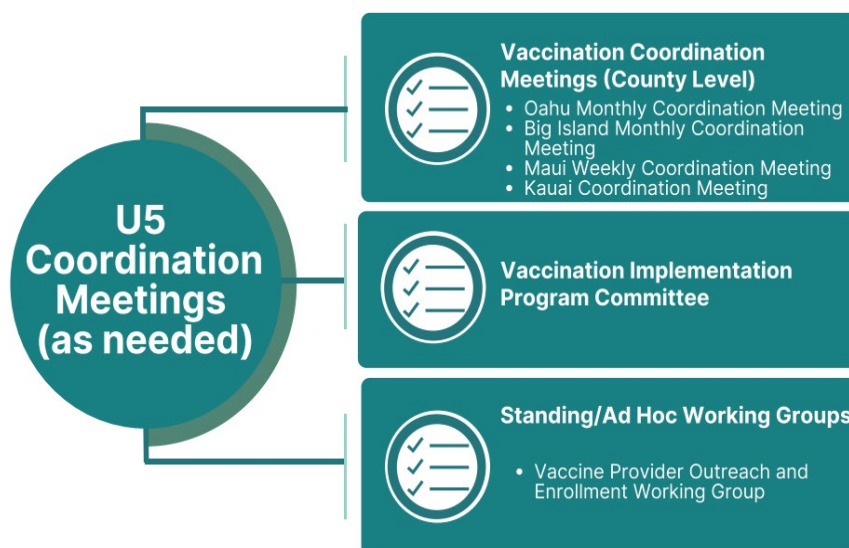 U5
Coordination
Meetings
(as needed)
Vaccination Coordination
Meetings (County Level)
• Oahu Monthly Coordination Meeting
• Big Island Monthly Coordination
Meeting
• Maui Weekly Coordination Meeting
• Kauai Coordination Meeting
Vaccination Implementation
Program Committee
Standing/Ad Hoc Working Groups
• Vaccine Provider Outreach and
Enrollment Working Group